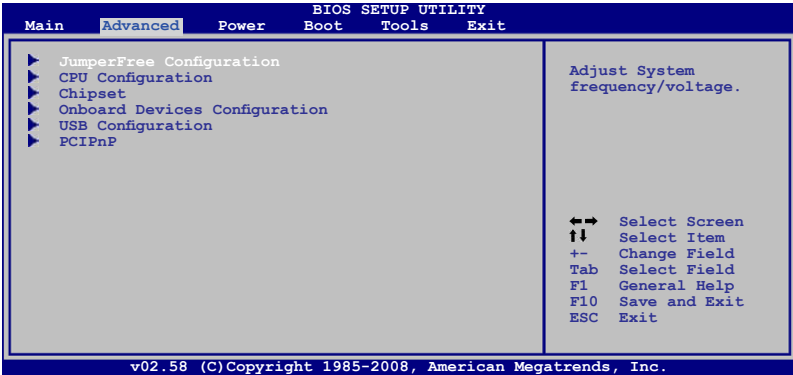 BIOS SETUP UTILITY
Main Advanced Power Boot Tools Exit
JumperFree Configuration
CPU Configuration
Chipset
Onboard Devices Configuration
USB Configuration
PCIPnP
Adjust System
frequency/voltage.
←→ Select Screen
↑↓ Select Item
+- Change Field
Tab Select Field
F1 General Help
F10 Save and Exit
ESC Exit
v02.58 (C)Copyright 1985-2008, American Megatrends, Inc.